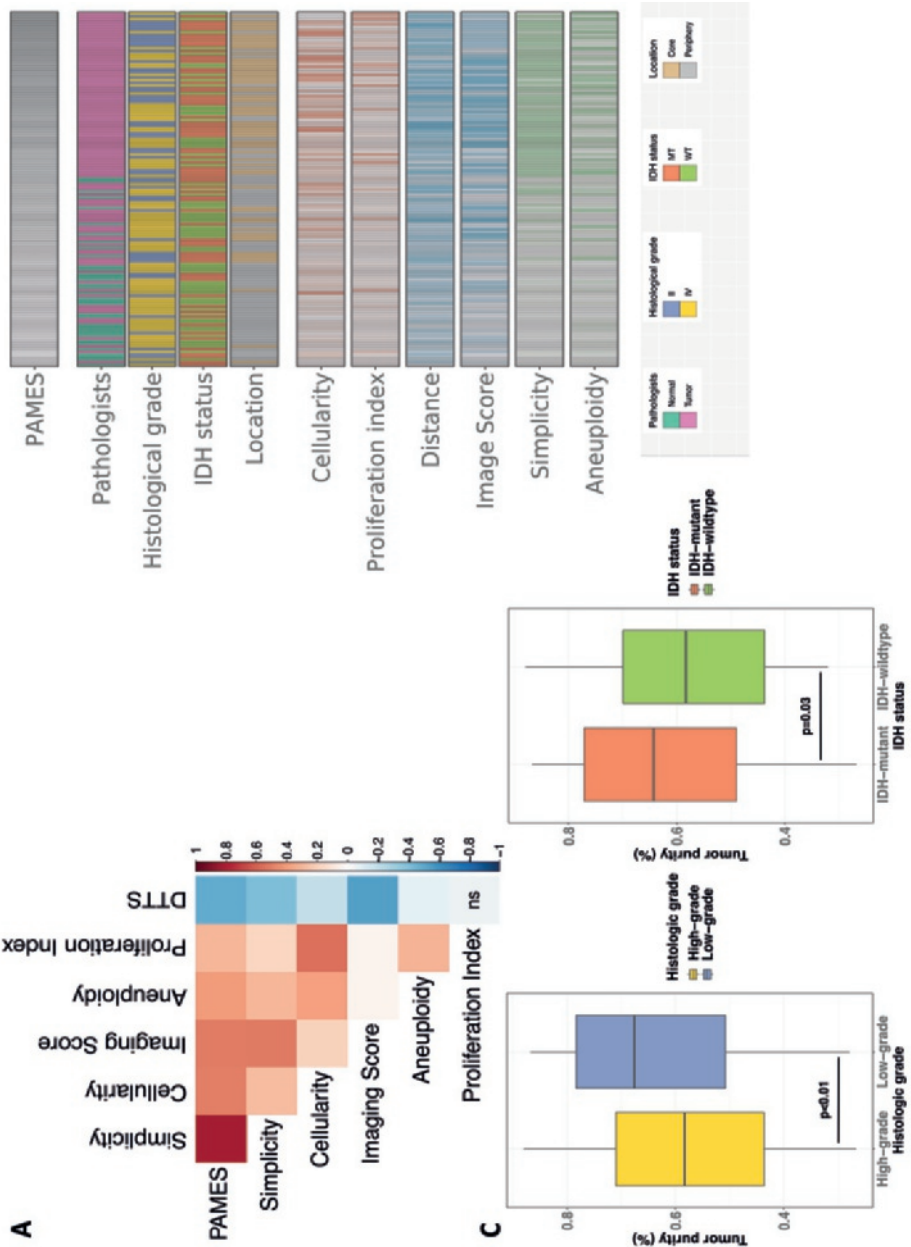 A
Simplicity
Cellularity
Imaging Score
Aneuploidy
Proliferation Index
DTTS
PAMES
Simplicity
Cellularity
Imaging Score
Aneuploidy
Proliferation Index
ns
1
0.8
0.6
0.4
0.2
0
-0.2
-0.4
-0.6
-0.8
-1
PAMES
Pathologists
Histological grade
IDH status
Location
Cellularity
Proliferation index
Distance
Image Score
Simplicity
Aneuploidy
Pathologists
Normal
Tumor
Histological grade
II
IV
IDH status
MT
WT
Location
Core
Periphery
C
Tumor purity (%)
0.8
0.6
0.4
p<0.01
High-grade
Low-grade
Histologic grade
Histologic grade
High-grade
Low-grade
Tumor purity (%)
0.8
0.6
0.4
p=0.03
IDH-mutant
IDH-wildtype
IDH status
IDH status
IDH-mutant
IDH-wildtype